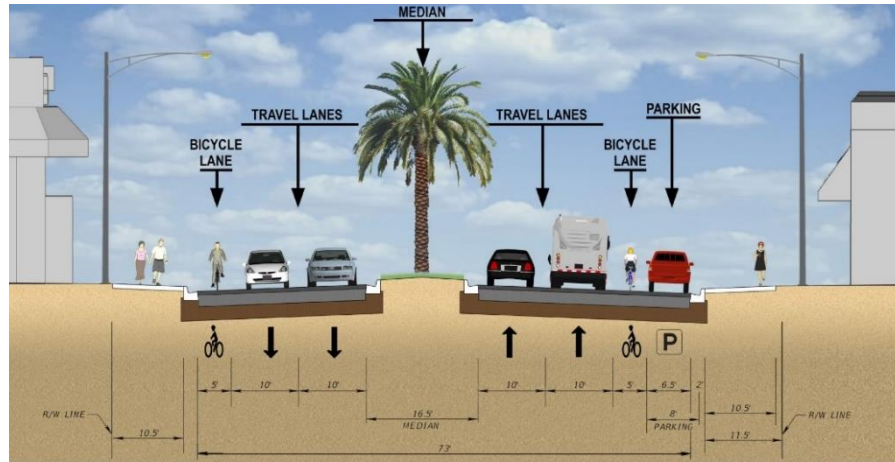 MEDIAN
TRAVEL LANES
TRAVEL LANES
PARKING
BICYCLE
LANE
BICYCLE
LANE
P
5'
10'
10'
10'
10'
5'
6.5'
2'
16.5'
MEDIAN
8'
PARKING
10.5'
R/W LINE
10.5'
R/W LINE
11.5'
73'